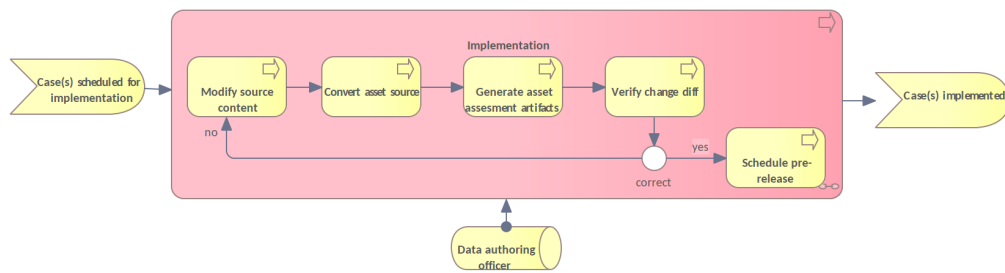 Case(s) scheduled for
implementation
Implementation
Modify source
content
Convert asset source
Generate asset
assesment artifacts
Verify change diff
no
yes
correct
Schedule pre-
release
Case(s) implemented
Data authoring
officer